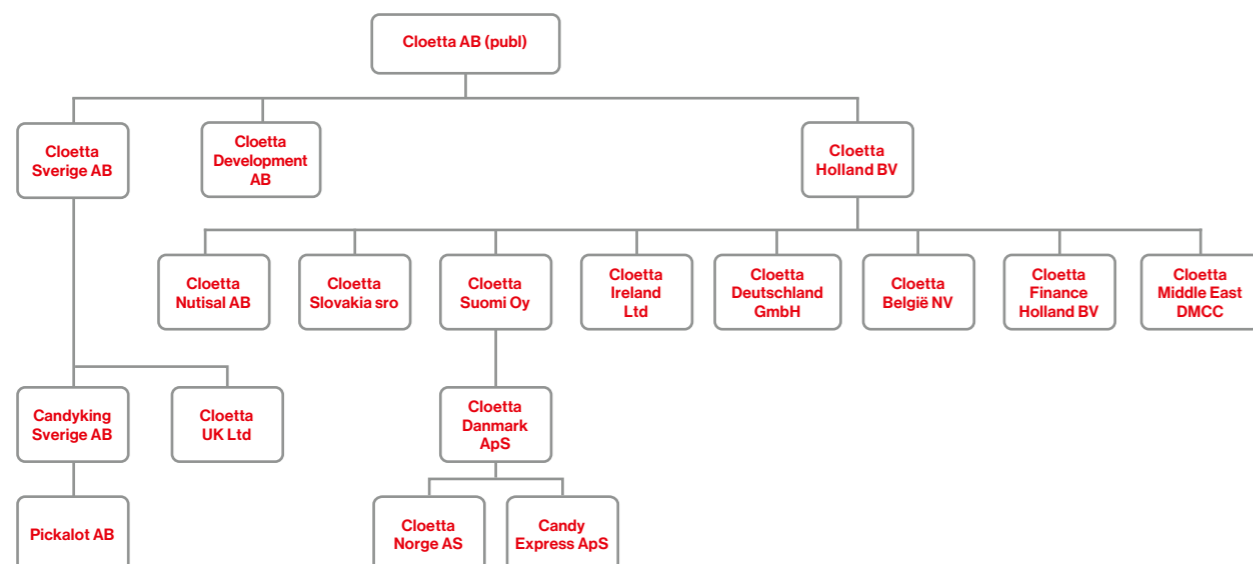 Cloetta AB (publ)
Cloetta
Sverige AB
Cloetta
Development
AB
Cloetta
Holland BV
Cloetta
Nutisal AB
Cloetta
Slovakia sro
Cloetta
Suomi Oy
Cloetta
Ireland
Ltd
Cloetta
Deutschland
GmbH
Cloetta
België NV
Cloetta
Finance
Holland BV
Cloetta
Middle East
DMCC
Candyking
Sverige AB
Cloetta
UK Ltd
Cloetta
Danmark
ApS
Pickalot AB
Cloetta
Norge AS
Candy
Express ApS